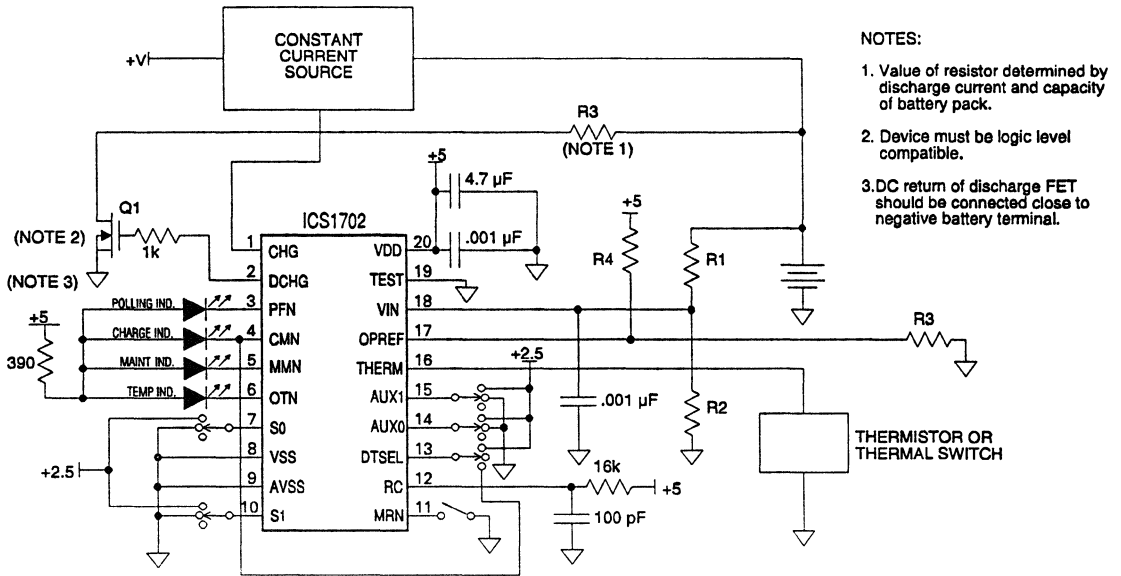 CONSTANT
CURRENT
SOURCE
+V
NOTES:
1. Value of resistor determined by
discharge current and capacity
of battery pack.
2. Device must be logic level
compatible.
3.DC return of discharge FET
should be connected close to
negative battery terminal.
R3
(NOTE 1)
+5
4.7 µF
.001 µF
Q1
(NOTE 2)
1k
(NOTE 3)
ICS1702
1 CHG
2 DCHG
3 PFN
4 CMN
5 MMN
6 OTN
7 S0
8 VSS
9 AVSS
10 S1
VDD 20
TEST 19
VIN 18
OPREF 17
THERM 16
AUX1 15
AUX0 14
DTSEL 13
RC 12
MRN 11
POLLING IND.
CHARGE IND.
MAINT IND.
TEMP IND.
+5
390
+2.5
+5
R4
R1
R3
+2.5
.001 µF
R2
16k
+5
100 pF
THERMISTOR OR
THERMAL SWITCH